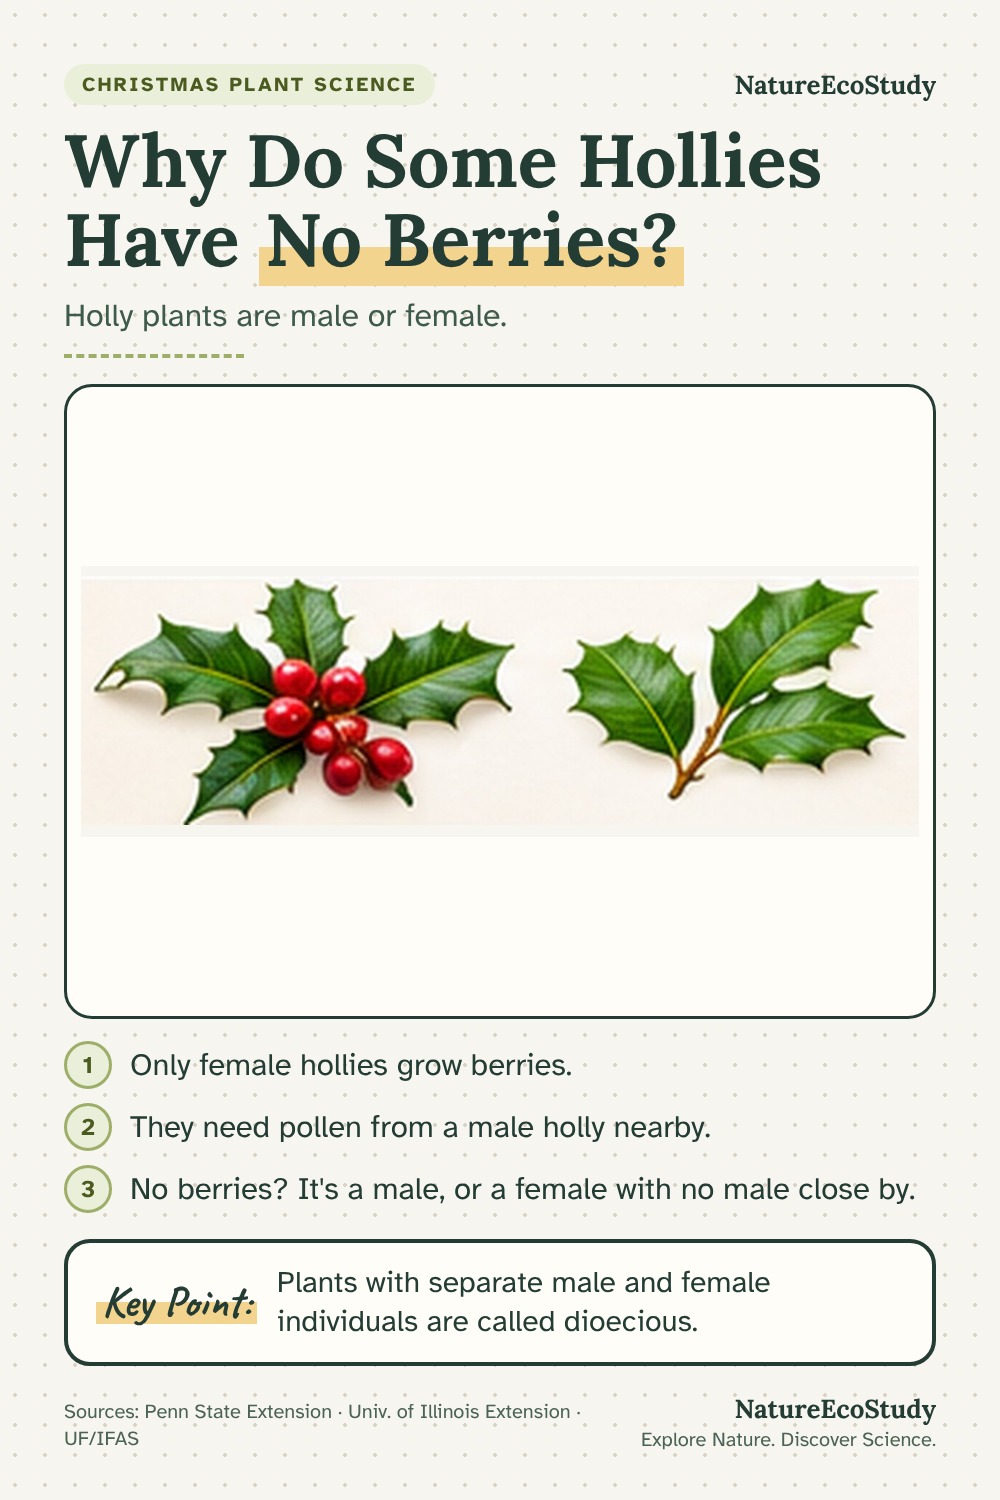 CHRISTMAS PLANT SCIENCE
NatureEcoStudy
Why Do Some Hollies
Have No Berries?
Holly plants are male or female.
1 Only female hollies grow berries.
2 They need pollen from a male holly nearby.
3 No berries? It's a male, or a female with no male close by.
Key Point:
Plants with separate male and female
individuals are called dioecious.
Sources: Penn State Extension · Univ. of Illinois Extension ·
UF/IFAS
NatureEcoStudy
Explore Nature. Discover Science.